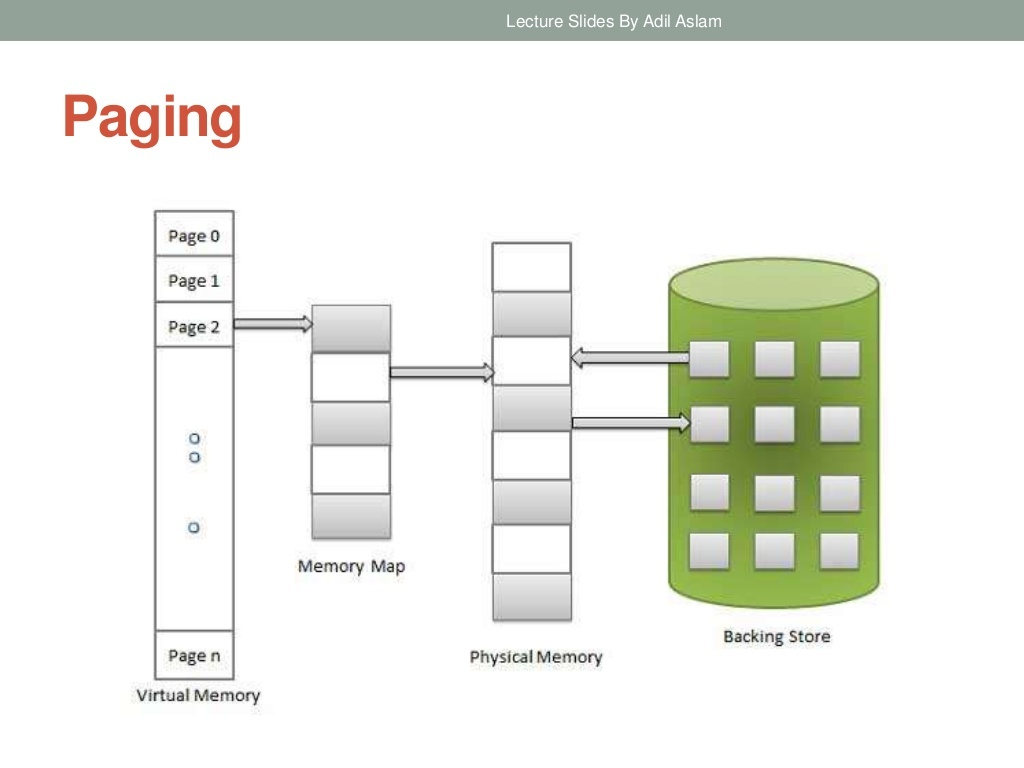 Lecture Slides By Adil Aslam
Paging
Page 0
Page 1
Page 2
Page n
Virtual Memory
Memory Map
Physical Memory
Backing Store